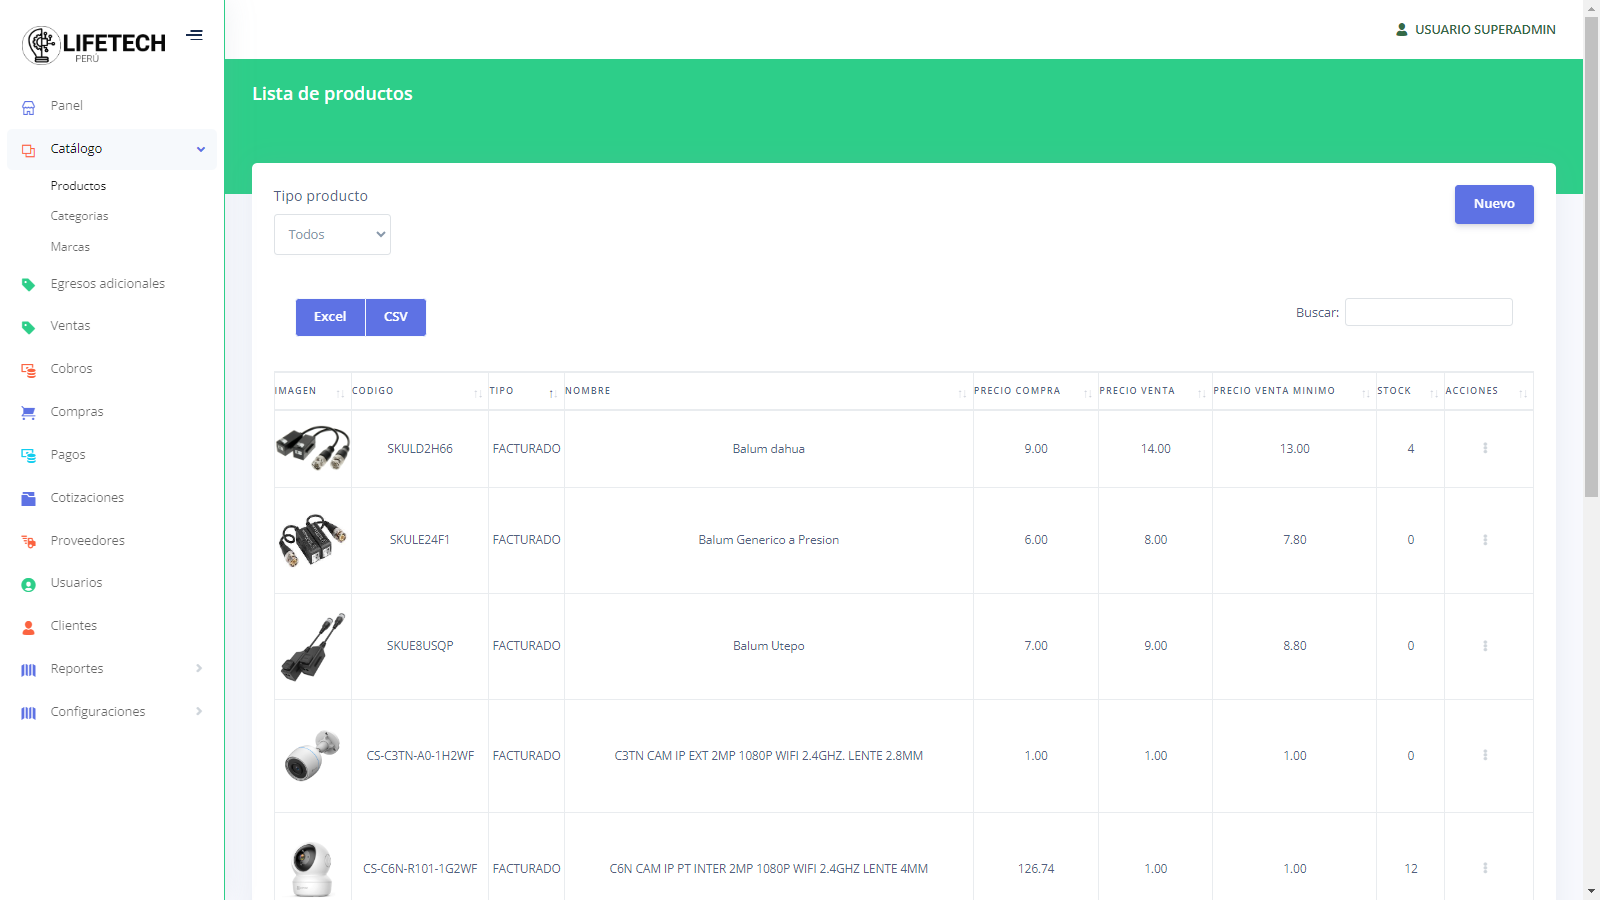 LIFETECH
PERÚ
USUARIO SUPERADMIN
Panel
Catálogo
Productos
Categorias
Marcas
Egresos adicionales
Ventas
Cobros
Compras
Pagos
Cotizaciones
Proveedores
Usuarios
Clientes
Reportes
Configuraciones
Lista de productos
Tipo producto
Todos
Nuevo
Excel CSV
Buscar:
IMAGEN CODIGO TIPO NOMBRE PRECIO COMPRA PRECIO VENTA PRECIO VENTA MINIMO STOCK ACCIONES
SKULD2H66 FACTURADO Balum dahua 9.00 14.00 13.00 4
SKULE24F1 FACTURADO Balum Generico a Presion 6.00 8.00 7.80 0
SKUE8USQP FACTURADO Balum Utepo 7.00 9.00 8.80 0
CS-C3TN-A0-1H2WF FACTURADO C3TN CAM IP EXT 2MP 1080P WIFI 2.4GHZ. LENTE 2.8MM 1.00 1.00 1.00 0
CS-C6N-R101-1G2WF FACTURADO C6N CAM IP PT INTER 2MP 1080P WIFI 2.4GHZ LENTE 4MM 126.74 1.00 1.00 12